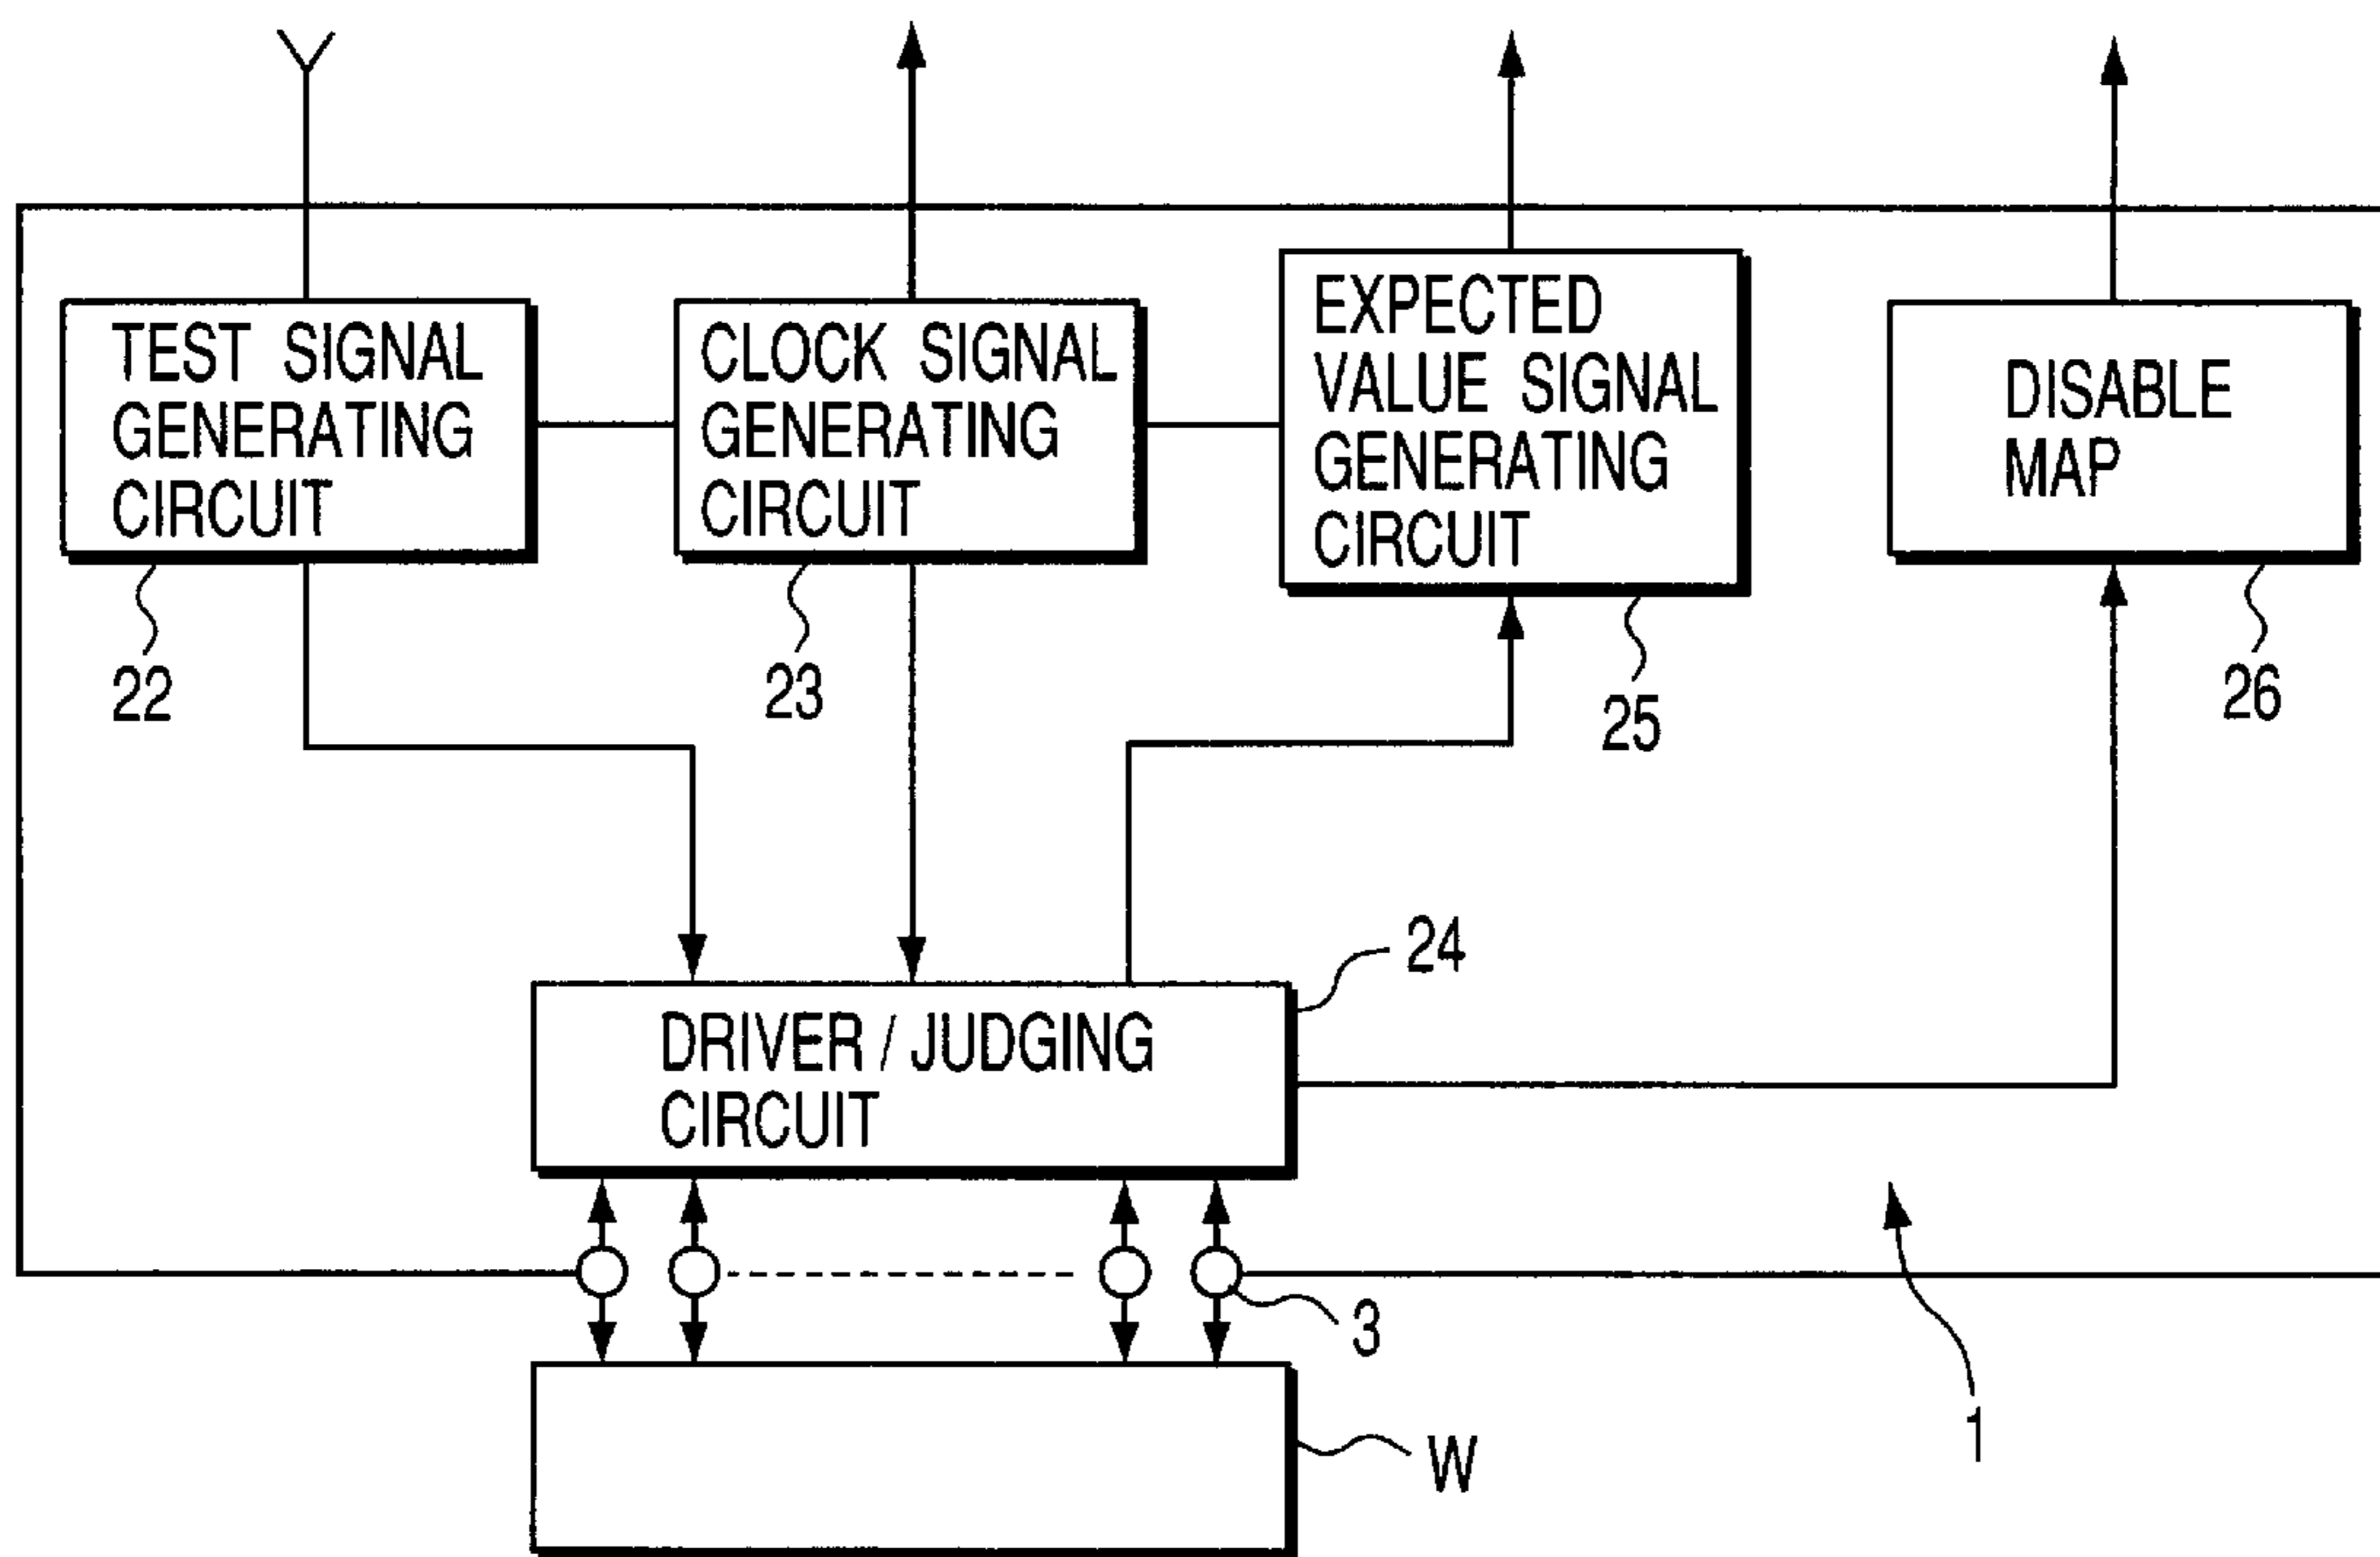 TEST SIGNAL
GENERATING
CIRCUIT
22
CLOCK SIGNAL
GENERATING
CIRCUIT
23
EXPECTED
VALUE SIGNAL
GENERATING
CIRCUIT
25
DISABLE
MAP
26
DRIVER / JUDGING
CIRCUIT
24
3
1
W